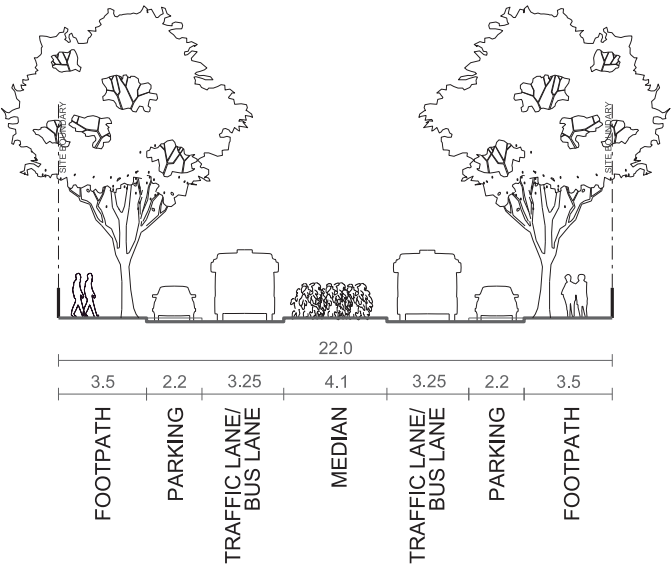 SITE BOUNDARY
SITE BOUNDARY
22.0
3.5 2.2 3.25 4.1 3.25 2.2 3.5
FOOTPATH
PARKING
TRAFFIC LANE/
BUS LANE
MEDIAN
TRAFFIC LANE/
BUS LANE
PARKING
FOOTPATH